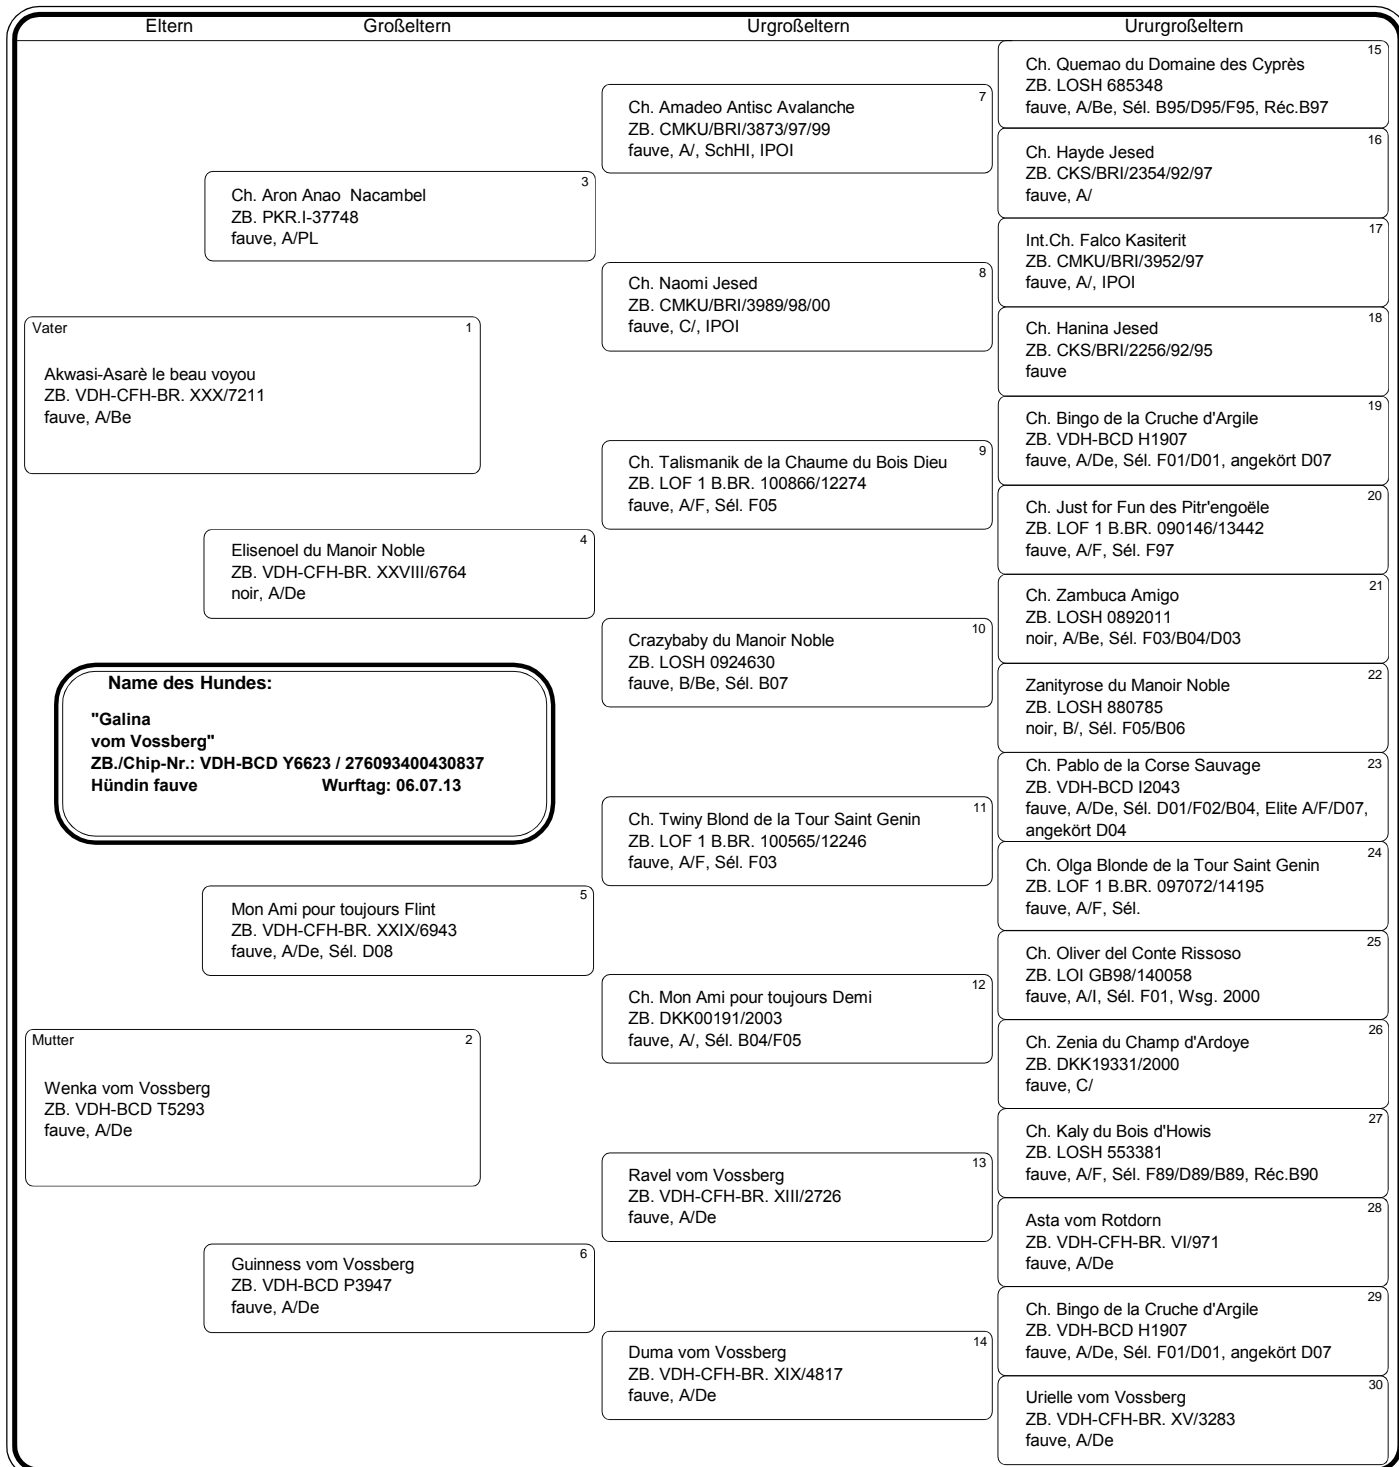 Eltern Großeltern Urgroßeltern Ururgroßeltern
Vater 1
Akwasi-Asarè le beau voyou
ZB. VDH-CFH-BR. XXX/7211
fauve, A/Be
Mutter 2
Wenka vom Vossberg
ZB. VDH-BCD T5293
fauve, A/De
Name des Hundes:
"Galina
vom Vossberg"
ZB./Chip-Nr.: VDH-BCD Y6623 / 276093400430837
Hündin fauve Wurftag: 06.07.13
3
Ch. Aron Anao  Nacambel
ZB. PKR.I-37748
fauve, A/PL
4
Elisenoel du Manoir Noble
ZB. VDH-CFH-BR. XXVIII/6764
noir, A/De
5
Mon Ami pour toujours Flint
ZB. VDH-CFH-BR. XXIX/6943
fauve, A/De, Sél. D08
6
Guinness vom Vossberg
ZB. VDH-BCD P3947
fauve, A/De
7
Ch. Amadeo Antisc Avalanche
ZB. CMKU/BRI/3873/97/99
fauve, A/, SchHI, IPOI
8
Ch. Naomi Jesed
ZB. CMKU/BRI/3989/98/00
fauve, C/, IPOI
9
Ch. Talismanik de la Chaume du Bois Dieu
ZB. LOF 1 B.BR. 100866/12274
fauve, A/F, Sél. F05
10
Crazybaby du Manoir Noble
ZB. LOSH 0924630
fauve, B/Be, Sél. B07
11
Ch. Twiny Blond de la Tour Saint Genin
ZB. LOF 1 B.BR. 100565/12246
fauve, A/F, Sél. F03
12
Ch. Mon Ami pour toujours Demi
ZB. DKK00191/2003
fauve, A/, Sél. B04/F05
13
Ravel vom Vossberg
ZB. VDH-CFH-BR. XIII/2726
fauve, A/De
14
Duma vom Vossberg
ZB. VDH-CFH-BR. XIX/4817
fauve, A/De
15
Ch. Quemao du Domaine des Cyprès
ZB. LOSH 685348
fauve, A/Be, Sél. B95/D95/F95, Réc.B97
16
Ch. Hayde Jesed
ZB. CKS/BRI/2354/92/97
fauve, A/
17
Int.Ch. Falco Kasiterit
ZB. CMKU/BRI/3952/97
fauve, A/, IPOI
18
Ch. Hanina Jesed
ZB. CKS/BRI/2256/92/95
fauve
19
Ch. Bingo de la Cruche d'Argile
ZB. VDH-BCD H1907
fauve, A/De, Sél. F01/D01, angekört D07
20
Ch. Just for Fun des Pitr'engoële
ZB. LOF 1 B.BR. 090146/13442
fauve, A/F, Sél. F97
21
Ch. Zambuca Amigo
ZB. LOSH 0892011
noir, A/Be, Sél. F03/B04/D03
22
Zanityrose du Manoir Noble
ZB. LOSH 880785
noir, B/, Sél. F05/B06
23
Ch. Pablo de la Corse Sauvage
ZB. VDH-BCD I2043
fauve, A/De, Sél. D01/F02/B04, Elite A/F/D07,
angekört D04
24
Ch. Olga Blonde de la Tour Saint Genin
ZB. LOF 1 B.BR. 097072/14195
fauve, A/F, Sél.
25
Ch. Oliver del Conte Rissoso
ZB. LOI GB98/140058
fauve, A/I, Sél. F01, Wsg. 2000
26
Ch. Zenia du Champ d'Ardoye
ZB. DKK19331/2000
fauve, C/
27
Ch. Kaly du Bois d'Howis
ZB. LOSH 553381
fauve, A/F, Sél. F89/D89/B89, Réc.B90
28
Asta vom Rotdorn
ZB. VDH-CFH-BR. VI/971
fauve, A/De
29
Ch. Bingo de la Cruche d'Argile
ZB. VDH-BCD H1907
fauve, A/De, Sél. F01/D01, angekört D07
30
Urielle vom Vossberg
ZB. VDH-CFH-BR. XV/3283
fauve, A/De